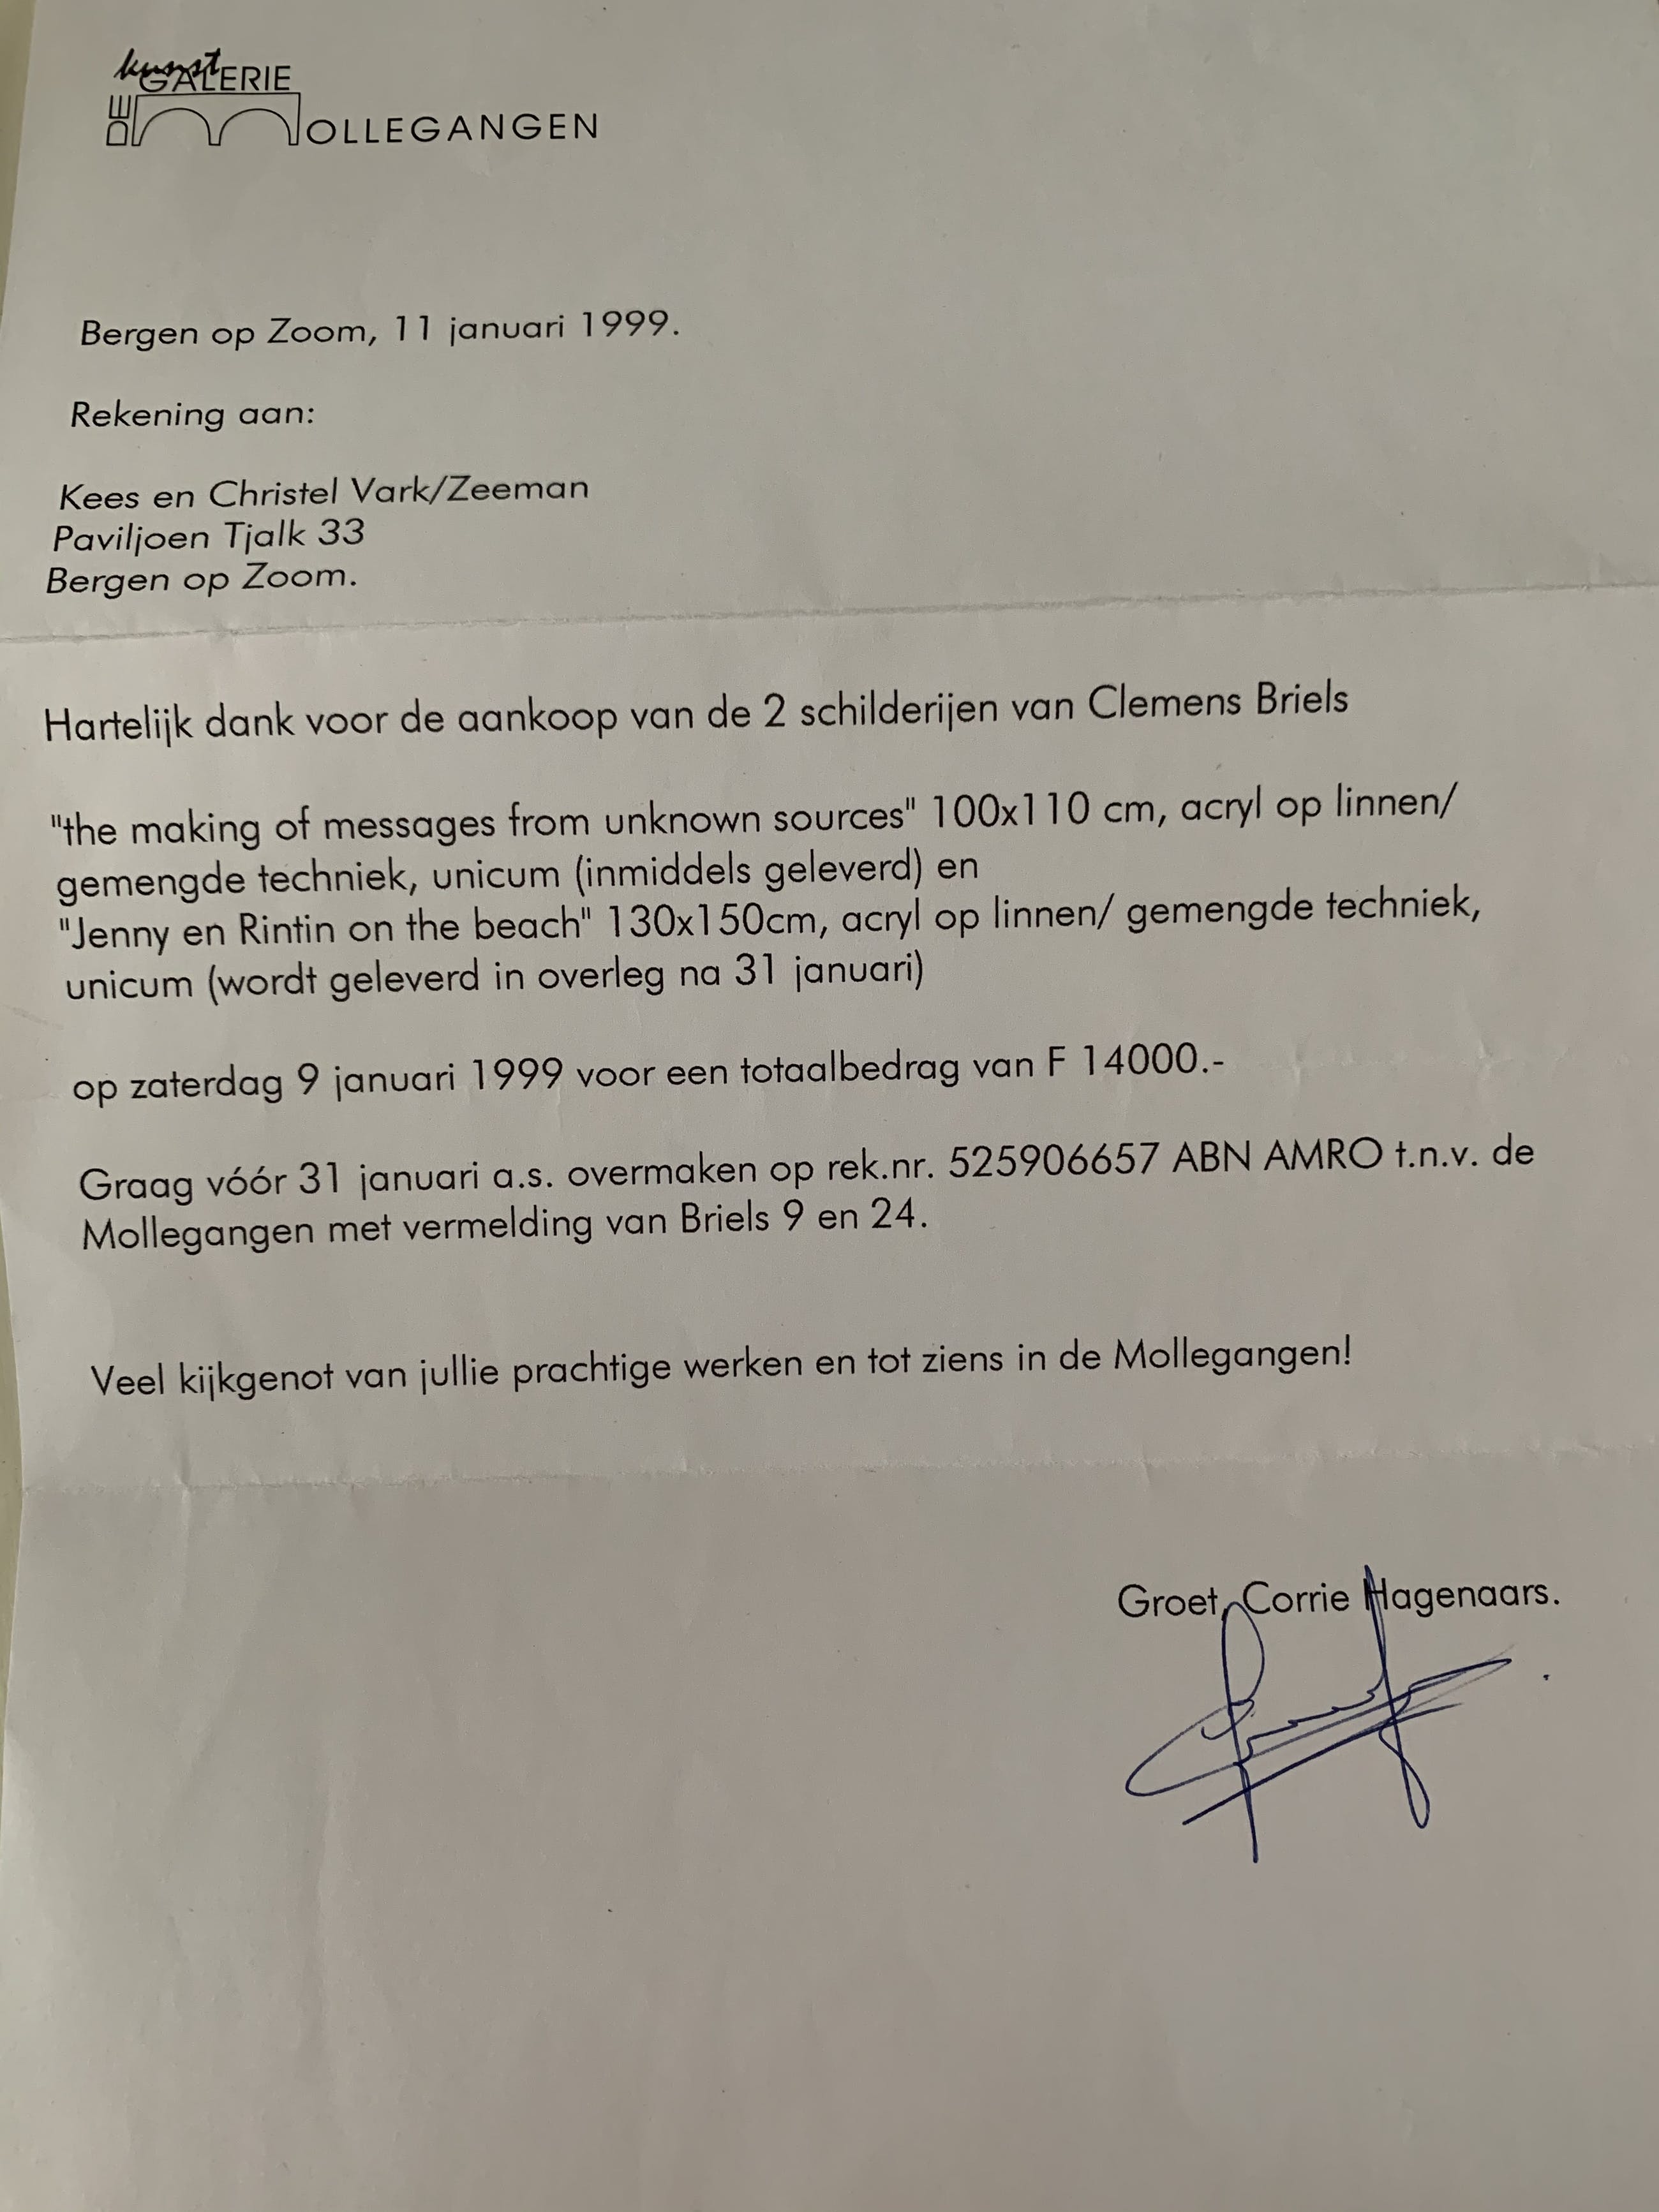 kunst
GALERIE
DE MOLLEGANGEN
Bergen op Zoom, 11 januari 1999.
Rekening aan:
Kees en Christel Vark/Zeeman
Paviljoen Tjalk 33
Bergen op Zoom.
Hartelijk dank voor de aankoop van de 2 schilderijen van Clemens Briels
"the making of messages from unknown sources" 100x110 cm, acryl op linnen/
gemengde techniek, unicum (inmiddels geleverd) en
"Jenny en Rintin on the beach" 130x150cm, acryl op linnen/ gemengde techniek,
unicum (wordt geleverd in overleg na 31 januari)
op zaterdag 9 januari 1999 voor een totaalbedrag van F 14000.-
Graag vóór 31 januari a.s. overmaken op rek.nr. 525906657 ABN AMRO t.n.v. de
Mollegangen met vermelding van Briels 9 en 24.
Veel kijkgenot van jullie prachtige werken en tot ziens in de Mollegangen!
Groet, Corrie Hagenaars.